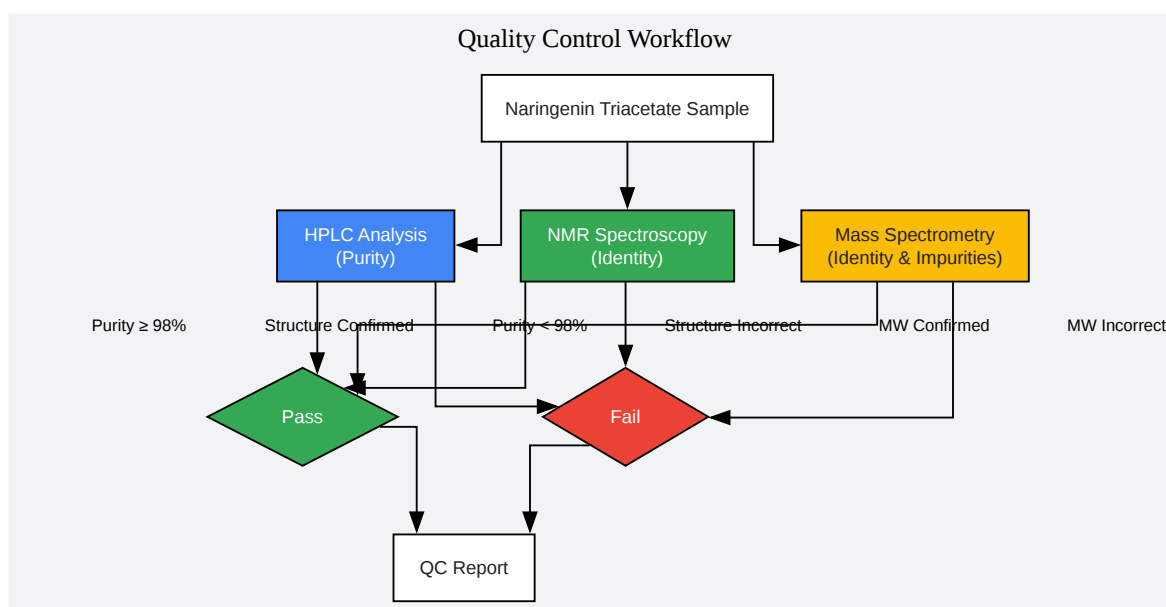 Quality Control Workflow
Naringenin Triacetate Sample
HPLC Analysis
(Purity)
NMR Spectroscopy
(Identity)
Mass Spectrometry
(Identity & Impurities)
Purity ≥ 98%
Structure Confirmed
Purity < 98%
Structure Incorrect
MW Confirmed
MW Incorrect
Pass
Fail
QC Report